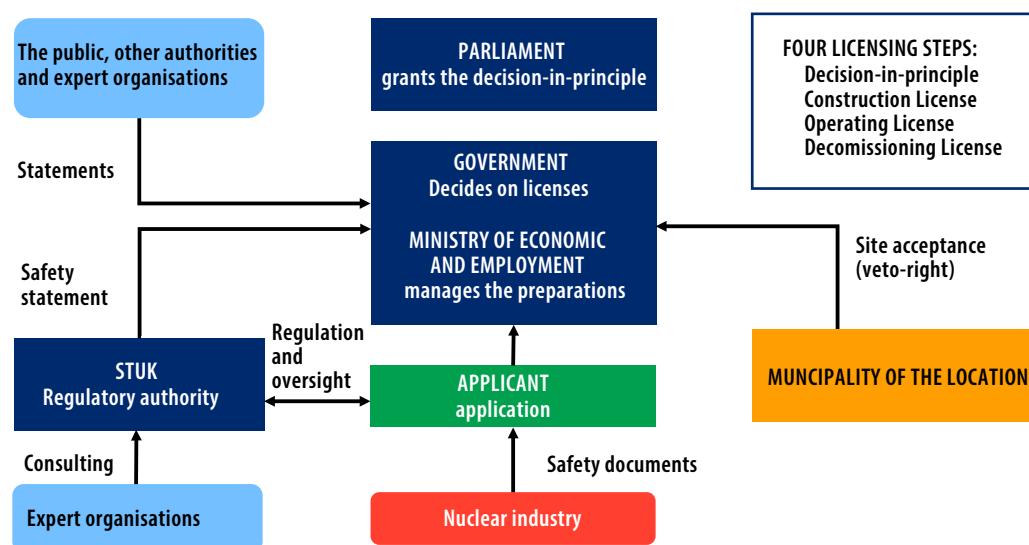 The public, other authorities
and expert organisations
PARLIAMENT
grants the decision-in-principle
FOUR LICENSING STEPS:
Decision-in-principle
Construction License
Operating License
Decomissioning License
Statements
GOVERNMENT
Decides on licenses
MINISTRY OF ECONOMIC
AND EMPLOYMENT
manages the preparations
Site acceptance
(veto-right)
Safety
statement
Regulation
and
oversight
STUK
Regulatory authority
APPLICANT
application
MUNCIPALITY OF THE LOCATION
Consulting
Safety documents
Expert organisations
Nuclear industry